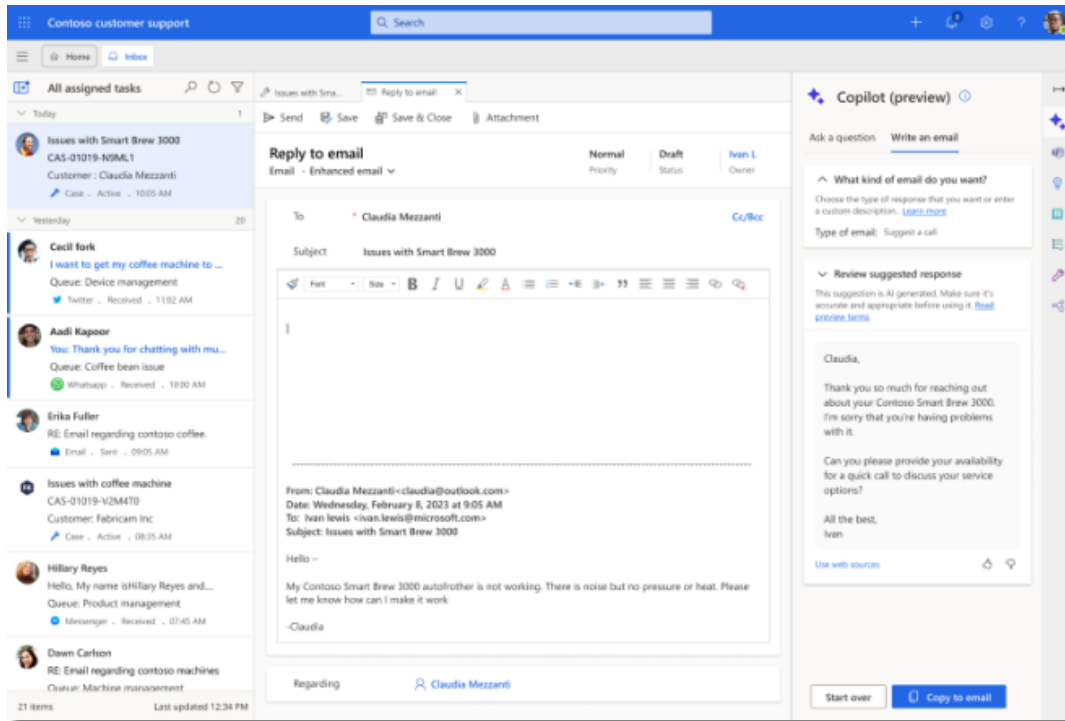 Contoso customer support
Search
Home
Inbox
All assigned tasks
Today
1
Issues with Smart Brew 3000
CAS-01019-N9ML1
Customer : Claudia Mezzanti
Case . Active . 10:05 AM
Yesterday
20
Cecil fork
I want to get my coffee machine to ...
Queue: Device management
Twitter . Received . 11:02 AM
Aadi Kapoor
You: Thank you for chatting with mu...
Queue: Coffee bean issue
Whatsapp . Received . 10:00 AM
Erika Fuller
RE: Email regarding contoso coffee.
Email . Sent . 09:05 AM
Issues with coffee machine
CAS-01019-V2M4T0
Customer: Fabricam Inc
Case . Active . 08:35 AM
Hillary Reyes
Hello, My name isHillary Reyes and....
Queue: Product management
Messenger . Received . 07:45 AM
Dawn Carlson
RE: Email regarding contoso machines
Queue: Machine management
21 items
Last updated 12:34 PM
Issues with Sma...
Reply to email
Send
Save
Save & Close
Attachment
Reply to email
Email · Enhanced email
Normal
Priority
Draft
Status
Ivan L
Owner
To
* Claudia Mezzanti
Cc/Bcc
Subject
Issues with Smart Brew 3000
Font
Size
B I U
From: Claudia Mezzanti<claudia@outlook.com>
Date: Wednesday, February 8, 2023 at 9:05 AM
To: Ivan lewis <ivan.lewis@microsoft.com>
Subject: Issues with Smart Brew 3000
Hello –
My Contoso Smart Brew 3000 autofrother is not working. There is noise but no pressure or heat. Please
let me know how can I make it work
-Claudia
Regarding
Claudia Mezzanti
Copilot (preview)
Ask a question
Write an email
What kind of email do you want?
Choose the type of response that you want or enter
a custom description. Learn more
Type of email: Suggest a call
Review suggested response
This suggestion is AI generated. Make sure it's
accurate and appropriate before using it. Read
preview terms
Claudia,
Thank you so much for reaching out
about your Contoso Smart Brew 3000.
I'm sorry that you're having problems
with it.
Can you please provide your availability
for a quick call to discuss your service
options?
All the best,
Ivan
Use web sources
Start over
Copy to email